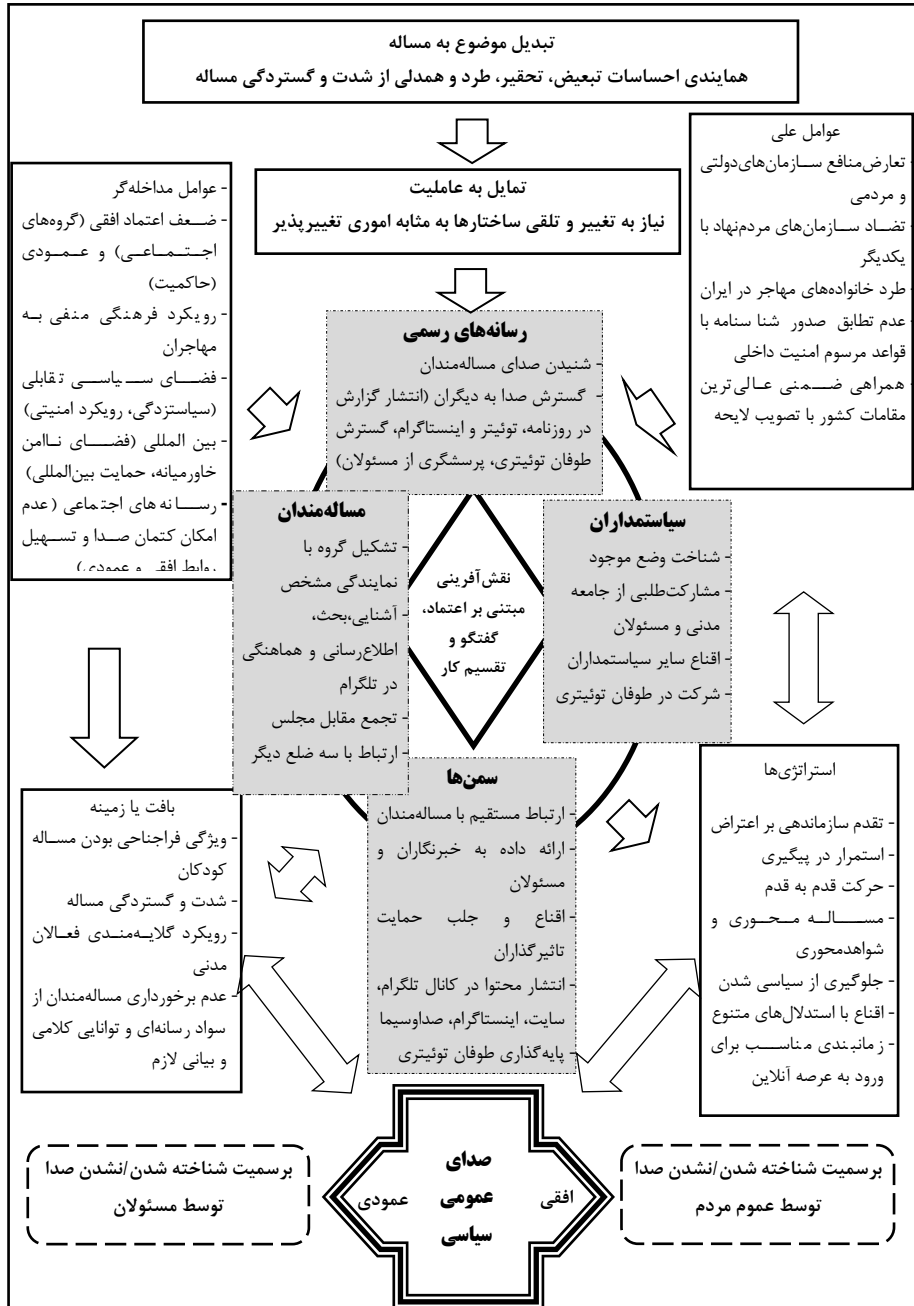 تبدیل موضوع به مساله
همایندی احساسات تبعیض، تحقیر، طرد و همدلی از شدت و گستردگی مساله
تمایل به عاملیت
نیاز به تغییر و تلقی ساختارها به مثابه اموری تغییرپذیر
عوامل علی
- تعارض منافع سازمان‌های دولتی
و مردمی
- تضاد سازمان‌های مردم‌نهاد با
یکدیگر
- طرد خانواده‌های مهاجر در ایران
- عدم تطابق صدور شنا سنامه با
قواعد مرسوم امنیت داخلی
- همراهی ضمنی عالی‌ترین
مقامات کشور با تصویب لایحه
- عوامل مداخله‌گر
- ضعف اعتماد افقی (گروه‌های
اجتماعی) و عمودی
(حاکمیت)
- رویکرد فرهنگی منفی به
مهاجران
- فضای سیاسی تقابلی
(سیاستزدگی، رویکرد امنیتی)
- بین المللی (فضای ناامن
خاورمیانه، حمایت بین‌المللی)
- رسانه‌های اجتماعی (عدم
امکان کتمان صدا و تسهیل
روابط افقی و عمودی)
رسانه‌های رسمی
- شنیدن صدای مساله‌مندان
- گسترش صدا به دیگران (انتشار گزارش
در روزنامه، توئیتر و اینستاگرام، گسترش
طوفان توئیتری، پرسشگری از مسئولان)
سیاستمداران
- شناخت وضع موجود
- مشارکت‌طلبی از جامعه
مدنی و مسئولان
- اقناع سایر سیاستمداران
- شرکت در طوفان توئیتری
نقش‌آفرینی
مبتنی بر اعتماد،
گفتگو و
تقسیم کار
مساله‌مندان
- تشکیل گروه با
نمایندگی مشخص
- آشنایی،بحث،
اطلاع‌رسانی و هماهنگی
در تلگرام
- تجمع مقابل مجلس
- ارتباط با سه ضلع دیگر
سمن‌ها
- ارتباط مستقیم با مساله‌مندان
- ارائه داده به خبرنگاران و
مسئولان
- اقناع و جلب حمایت
تاثیرگذاران
- انتشار محتوا در کانال تلگرام،
سایت، اینستاگرام، صداوسیما
- پایه‌گذاری طوفان توئیتری
استراتژی‌ها
- تقدم سازماندهی بر اعتراض
- استمرار در پیگیری
- حرکت قدم به قدم
- مساله محوری و
شواهدمحوری
- جلوگیری از سیاسی شدن
- اقناع با استدلال‌های متنوع
- زمانبندی مناسب برای
ورود به عرصه آنلاین
بافت یا زمینه
- ویژگی فراجناحی بودن مساله
کودکان
- شدت و گستردگی مساله
- رویکرد گلایه‌مندی فعالان
مدنی
- عدم برخورداری مساله‌مندان از
سواد رسانه‌ای و توانایی کلامی
و بیانی لازم
برسمیت شناخته شدن/نشدن صدا
توسط عموم مردم
افقی
صدای
عمومی
سیاسی
عمودی
برسمیت شناخته شدن/نشدن صدا
توسط مسئولان